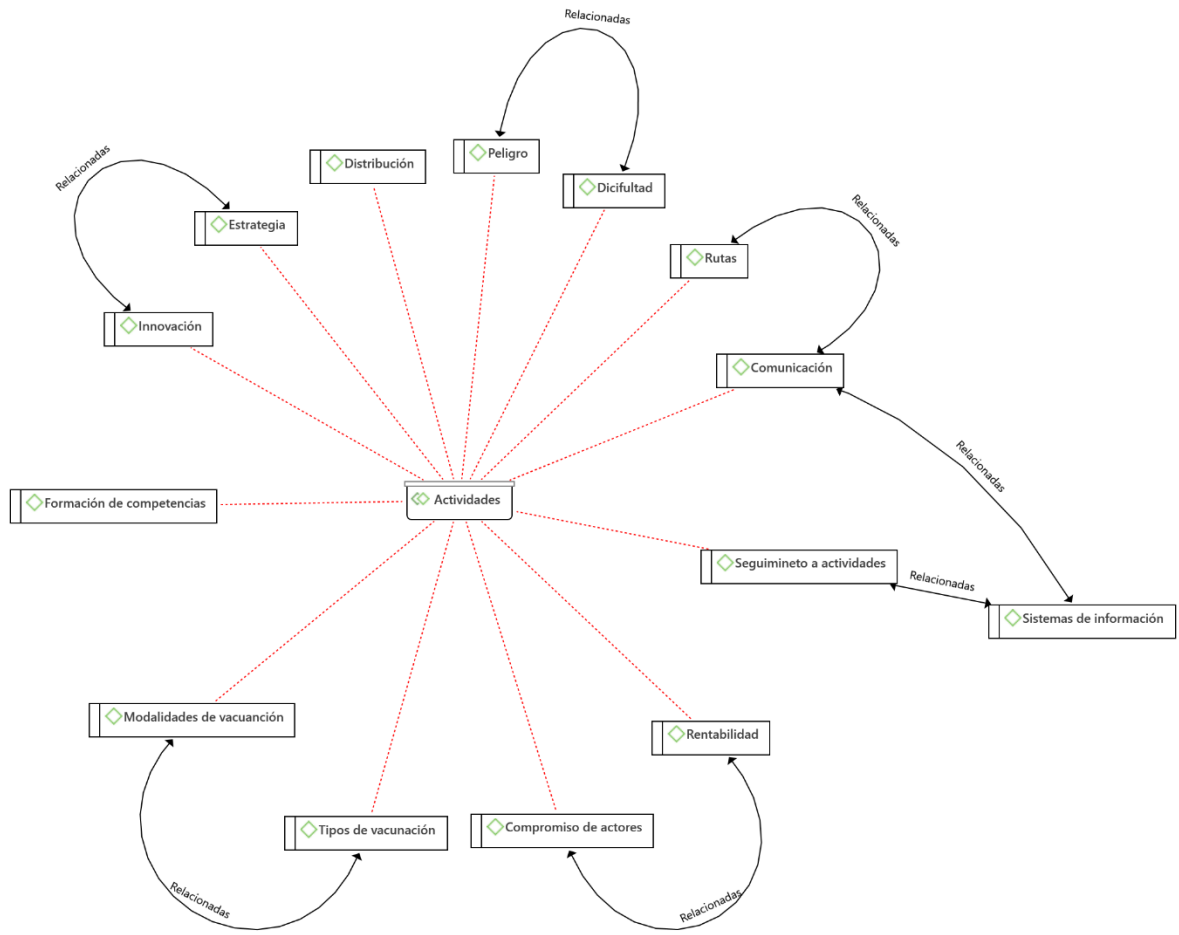 Relacionadas
Peligro
Distribución
Dicifultad
Relacionadas
Estrategia
Relacionadas
Rutas
Innovación
Comunicación
Relacionadas
Formación de competencias
Actividades
Seguimineto a actividades
Relacionadas
Sistemas de información
Modalidades de vacuanción
Rentabilidad
Tipos de vacunación
Compromiso de actores
Relacionadas
Relacionadas